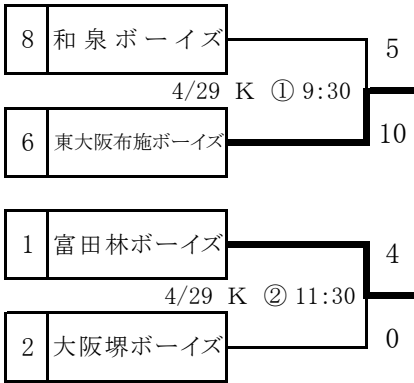 8 和泉ボーイズ
5
4/29 K ① 9:30
6 東大阪布施ボーイズ
10
1 富田林ボーイズ
4
4/29 K ② 11:30
2 大阪堺ボーイズ
0